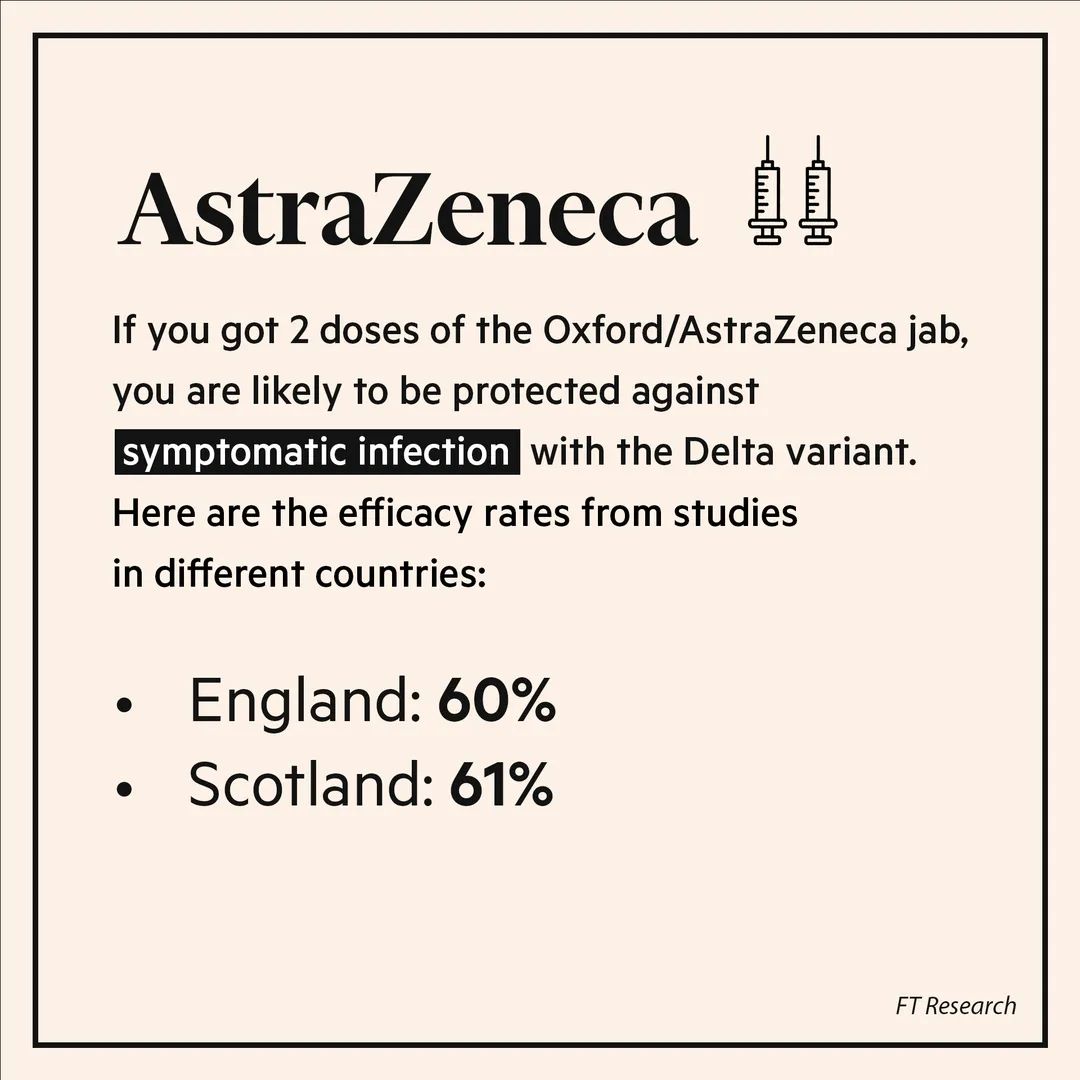 AstraZeneca
If you got 2 doses of the Oxford/AstraZeneca jab,
you are likely to be protected against
symptomatic infection with the Delta variant.
Here are the efficacy rates from studies
in different countries:
• England: 60%
• Scotland: 61%
FT Research